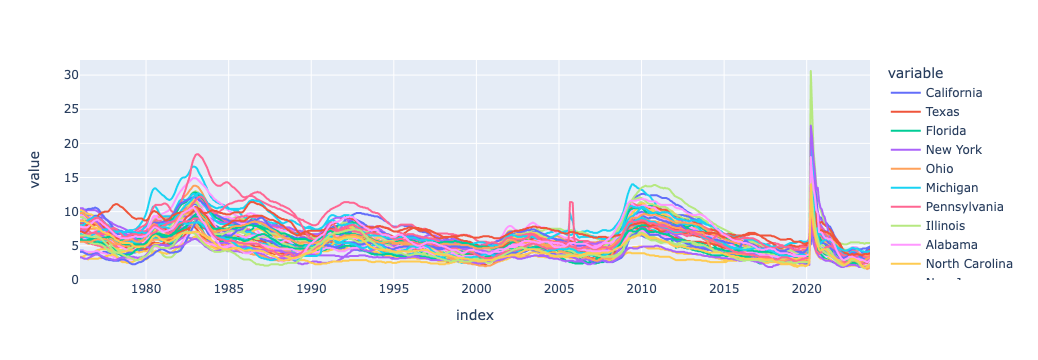 variable
California
Texas
Florida
New York
Ohio
Michigan
Pennsylvania
Illinois
Alabama
North Carolina
value
30
25
20
15
10
5
0
1980 1985 1990 1995 2000 2005 2010 2015 2020
index